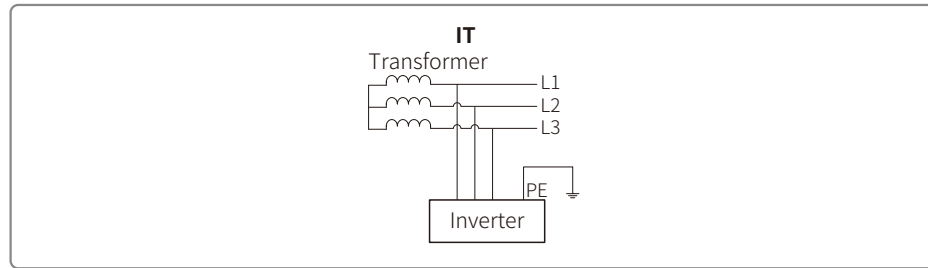 IT
Transformer
L1
L2
L3
PE
Inverter